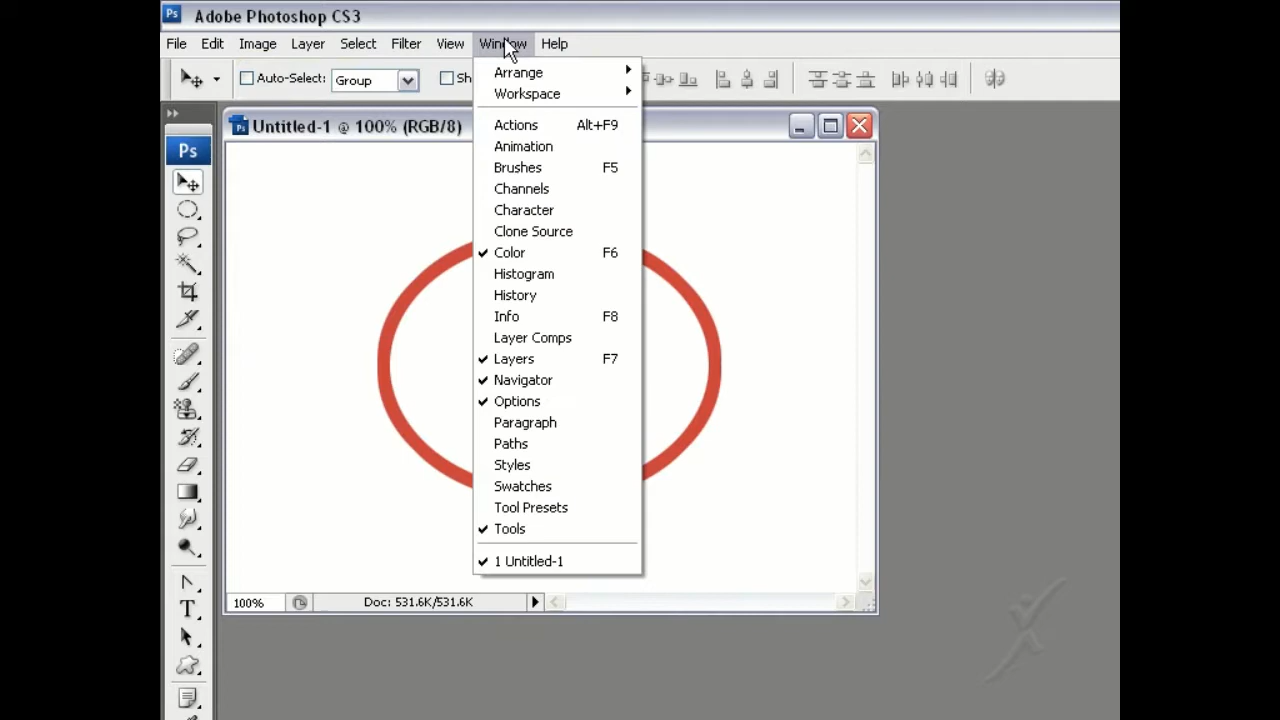 Ps Adobe Photoshop CS3
File Edit Image Layer Select Filter View Window Help
Auto-Select: Group Sh
Arrange
Workspace
Ps Untitled-1 @ 100% (RGB/8)
Actions Alt+F9
Ps
Animation
Brushes F5
Channels
Character
Clone Source
Color F6
Histogram
History
Info F8
Layer Comps
Layers F7
Navigator
Options
Paragraph
Paths
Styles
Swatches
Tool Presets
Tools
1 Untitled-1
100% Doc: 531.6K/531.6K
T